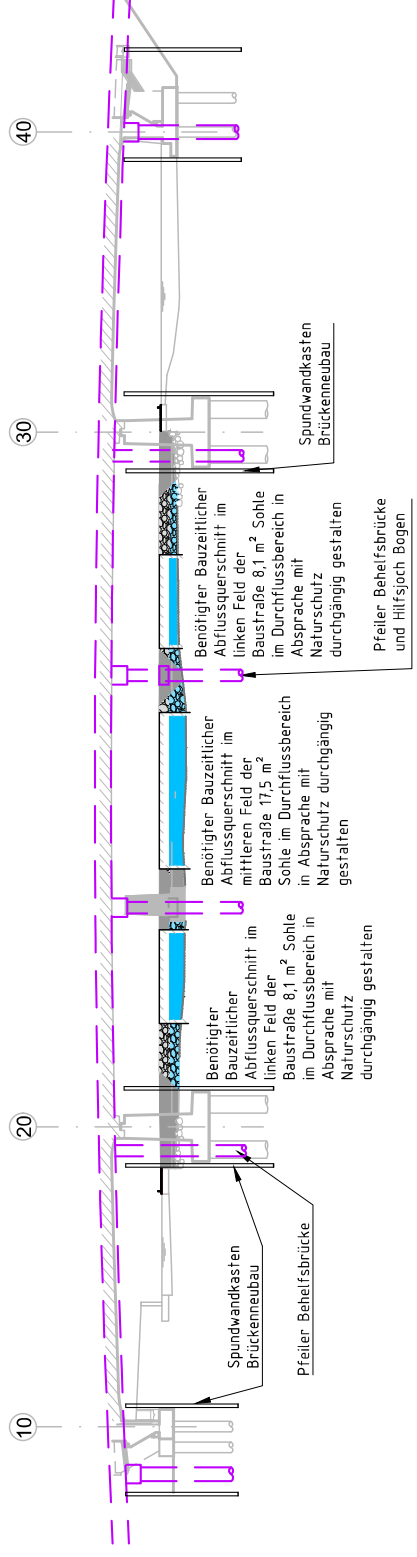 10
20
30
40
Spundwandkasten
Brückenneubau
Pfeiler Behelfsbrücke
Benötigter
Bauzeitlicher
Abflussquerschnitt im
linken Feld der
Baustraße 8,1 m² Sohle
im Durchflussbereich in
Absprache mit
Naturschutz
durchgängig gestalten
Benötigter Bauzeitlicher
Abflussquerschnitt im
mittleren Feld der
Baustraße 17,5 m²
Sohle im Durchflussbereich
in Absprache mit
Naturschutz durchgängig
gestalten
Benötigter Bauzeitlicher
Abflussquerschnitt im
linken Feld der
Baustraße 8,1 m² Sohle
im Durchflussbereich in
Absprache mit
Naturschutz
durchgängig gestalten
Pfeiler Behelfsbrücke
und Hilfsjoch Bogen
Spundwandkasten
Brückenneubau